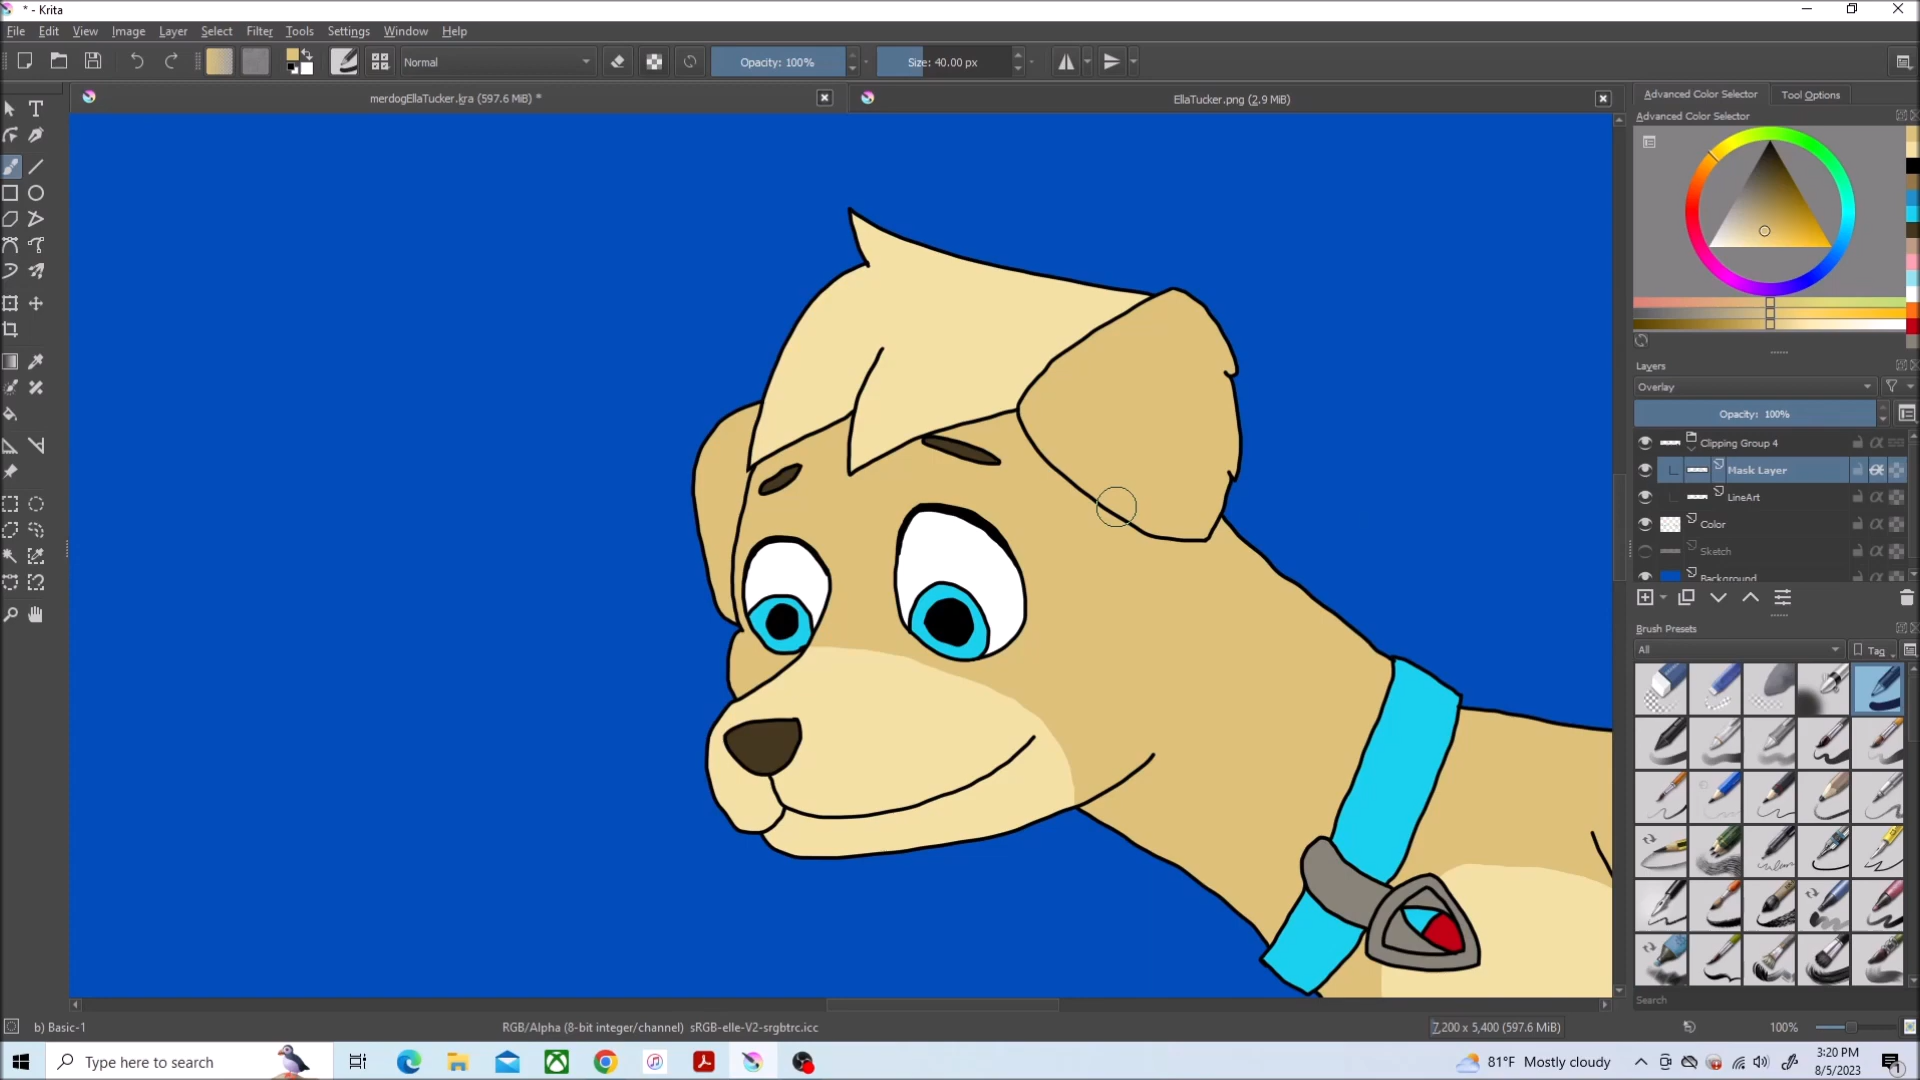 * - Krita
File Edit View Image Layer Select Filter Tools Settings Window Help
Normal Opacity: 100% Size: 40.00 px
merdogEllaTucker.kra (597.6 MiB) * EllaTucker.png (2.9 MiB)
Advanced Color Selector Tool Options
Advanced Color Selector
Layers
Overlay
Opacity: 100%
Clipping Group 4
Mask Layer
LineArt
Color
Sketch
Background
Brush Presets
All Tag
Search
b) Basic-1 RGB/Alpha (8-bit integer/channel) sRGB-elle-V2-srgbtrc.icc 7,200 x 5,400 (597.6 MiB) 100%
Type here to search 81°F Mostly cloudy 3:20 PM
8/5/2023